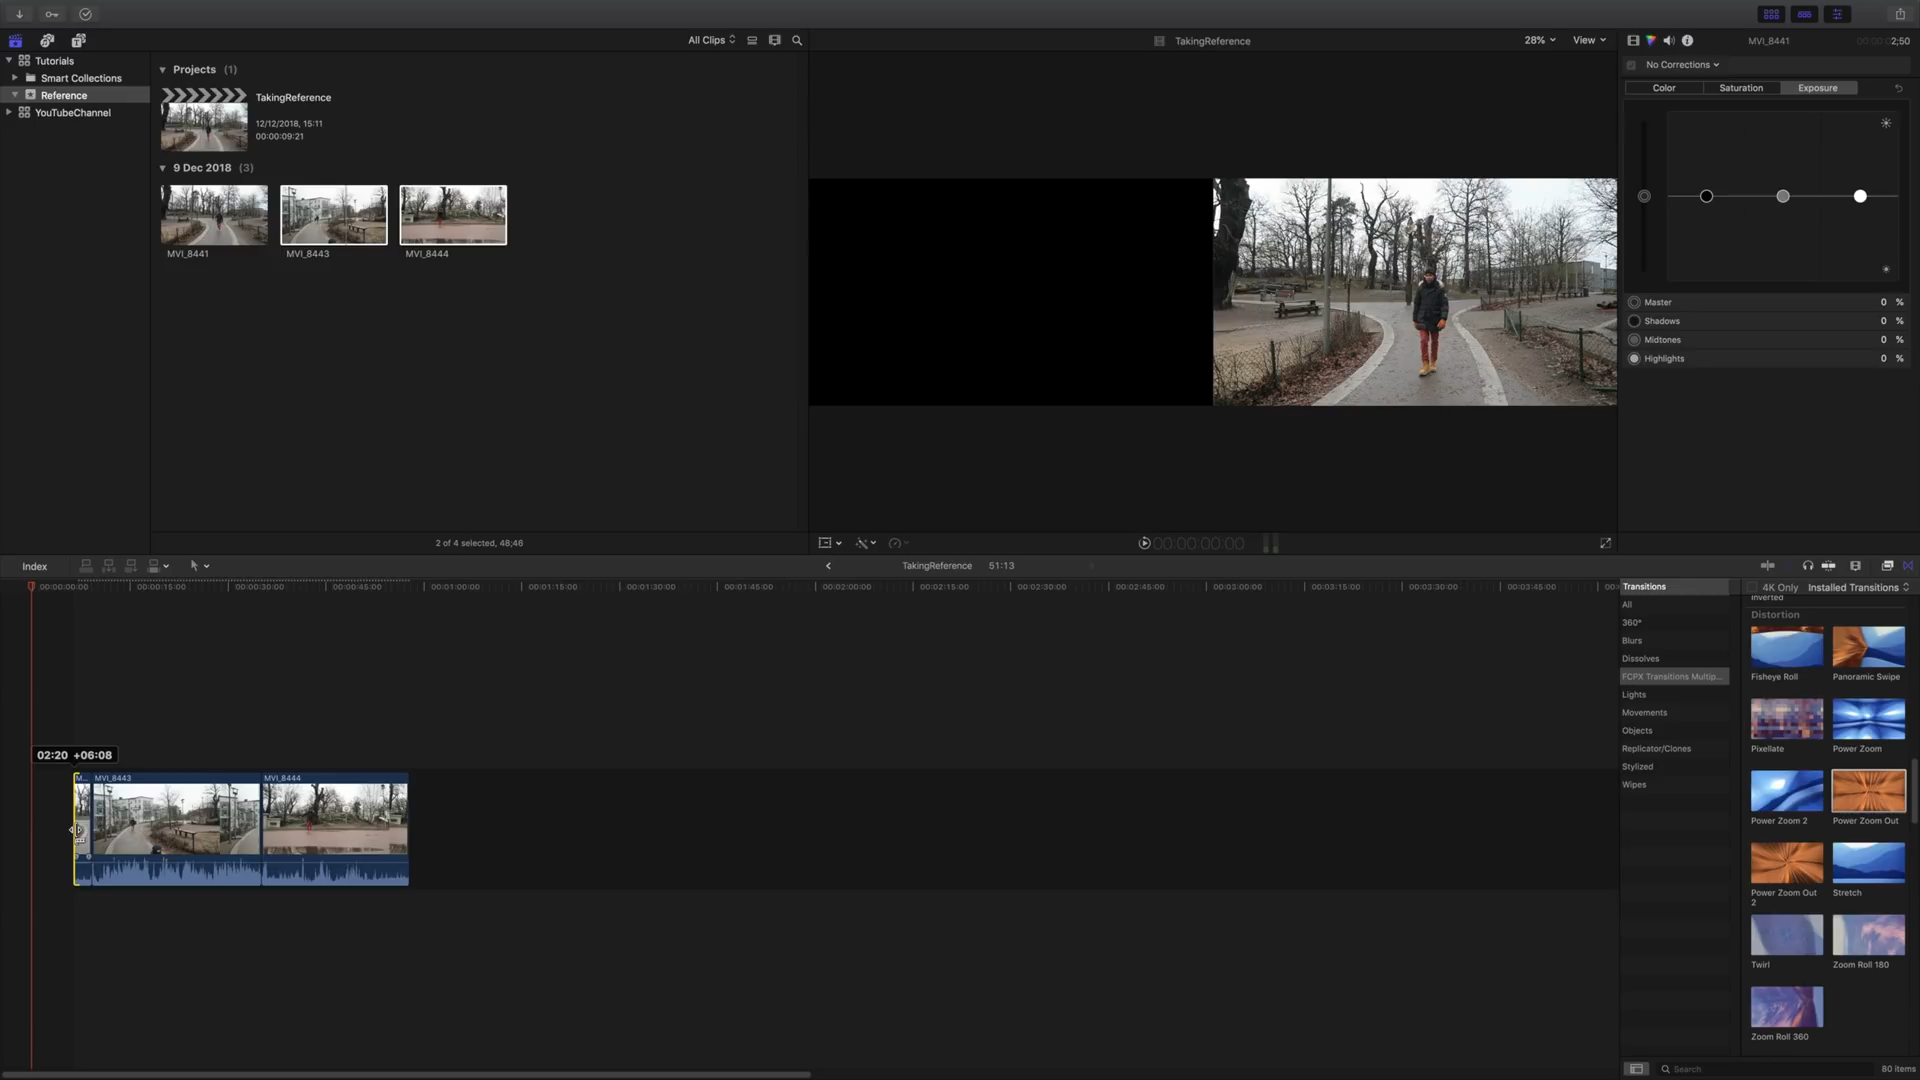 All Clips
TakingReference
28%
View
MVI_8441
2;50
Tutorials
Smart Collections
Reference
YouTubeChannel
Projects (1)
TakingReference
12/12/2018, 15:11
00:00:09:21
9 Dec 2018 (3)
MVI_8441
MVI_8443
MVI_8444
2 of 4 selected, 48;46
No Corrections
Color
Saturation
Exposure
Master 0 %
Shadows 0 %
Midtones 0 %
Highlights 0 %
00:00:00:00
Index
TakingReference
51:13
00:00:00:00
00:00:15:00
00:00:30:00
00:00:45:00
00:01:00:00
00:01:15:00
00:01:30:00
00:01:45:00
00:02:00:00
00:02:15:00
00:02:30:00
00:02:45:00
00:03:00:00
00:03:15:00
00:03:30:00
00:03:45:00
02:20 +06:08
M...
MVI_8443
MVI_8444
Transitions
All
360°
Blurs
Dissolves
FCPX Transitions Multip...
Lights
Movements
Objects
Replicator/Clones
Stylized
Wipes
4K Only
Installed Transitions
Inverted
Distortion
Fisheye Roll
Panoramic Swipe
Pixellate
Power Zoom
Power Zoom 2
Power Zoom Out
Power Zoom Out
2
Stretch
Twirl
Zoom Roll 180
Zoom Roll 360
Search
80 items